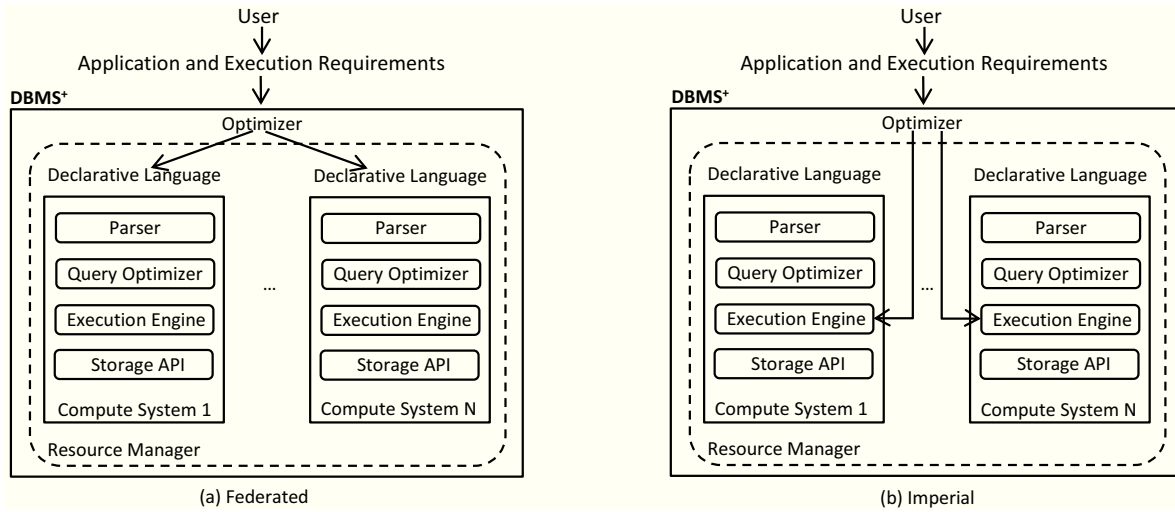 User
Application and Execution Requirements
DBMS+
Optimizer
Declarative Language
Declarative Language
Parser
Parser
Query Optimizer
Query Optimizer
...
Execution Engine
Execution Engine
Storage API
Storage API
Compute System 1
Compute System N
Resource Manager
(a) Federated
User
Application and Execution Requirements
DBMS+
Optimizer
Declarative Language
Declarative Language
Parser
Parser
Query Optimizer
Query Optimizer
...
Execution Engine
Execution Engine
Storage API
Storage API
Compute System 1
Compute System N
Resource Manager
(b) Imperial